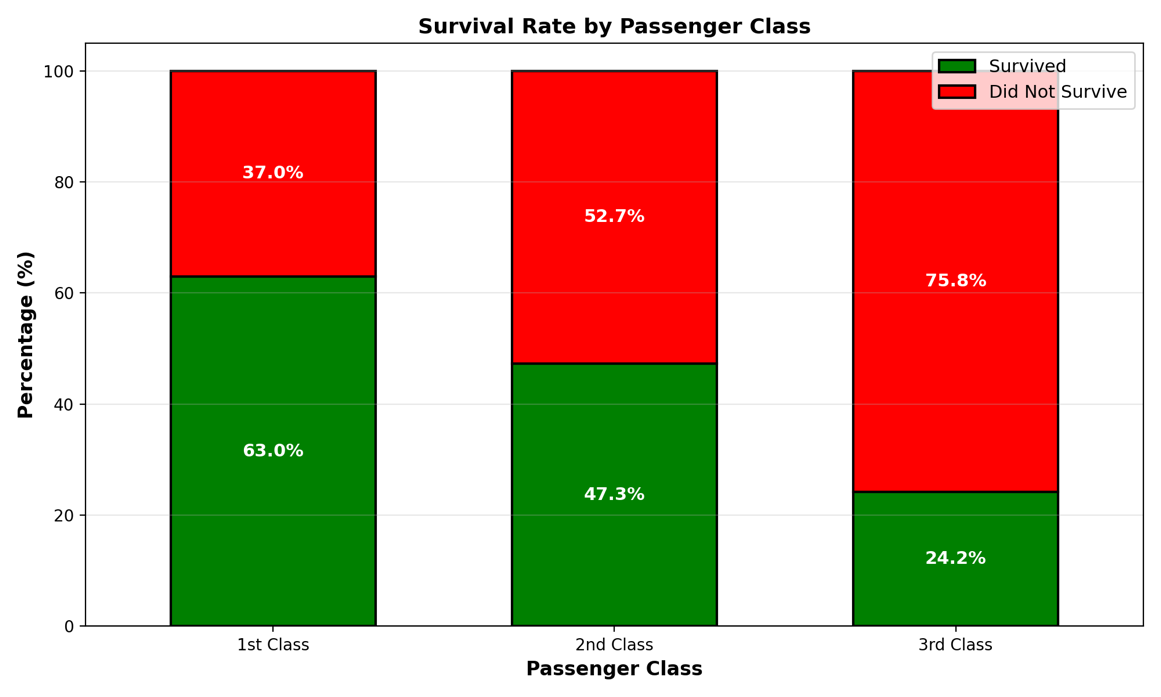 Survival Rate by Passenger Class
Survived
Did Not Survive
100
80
60
40
20
0
Percentage (%)
37.0%
52.7%
75.8%
63.0%
47.3%
24.2%
1st Class
2nd Class
3rd Class
Passenger Class